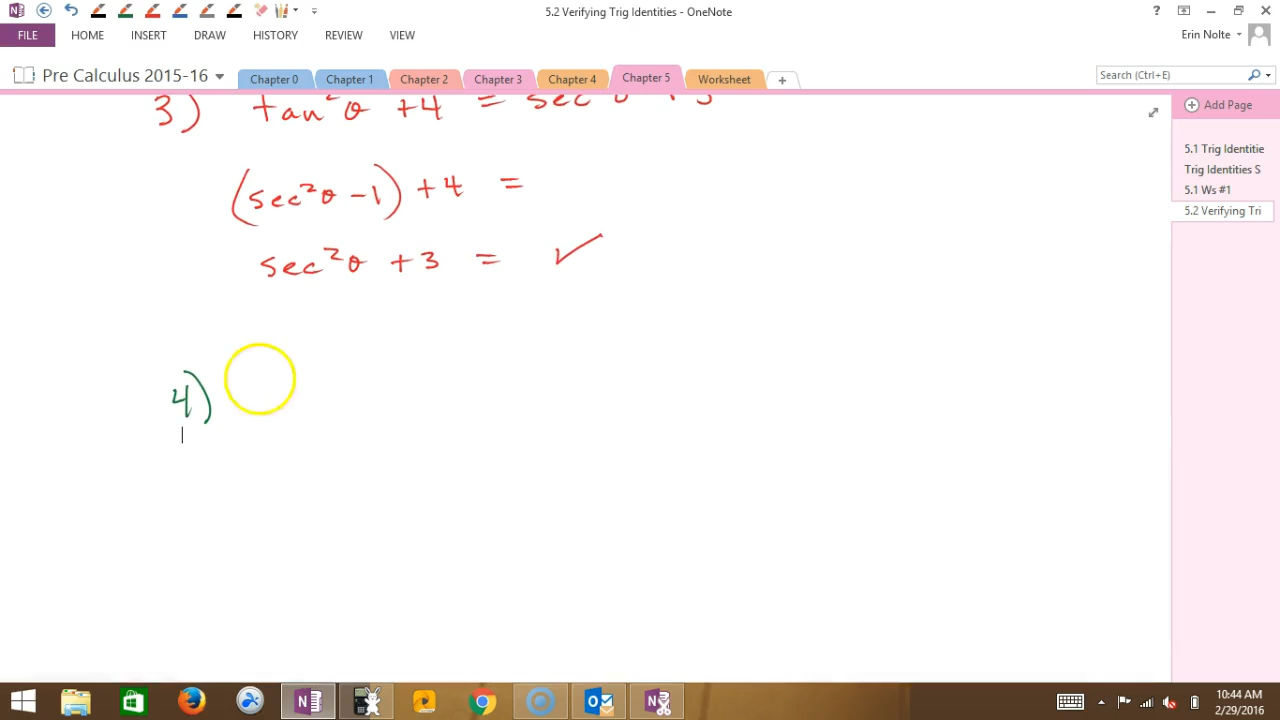 5.2 Verifying Trig Identities - OneNote
FILE HOME INSERT DRAW HISTORY REVIEW VIEW
Erin Nolte
Pre Calculus 2015-16 Chapter 0 Chapter 1 Chapter 2 Chapter 3 Chapter 4 Chapter 5 Worksheet
Search (Ctrl+E)
Add Page
5.1 Trig Identitie
Trig Identities S
5.1 Ws #1
5.2 Verifying Tri
3) tan²θ +4 = sec²θ + 3
(sec²θ -1) +4 =
sec²θ +3 = ✓
4)
10:44 AM
2/29/2016